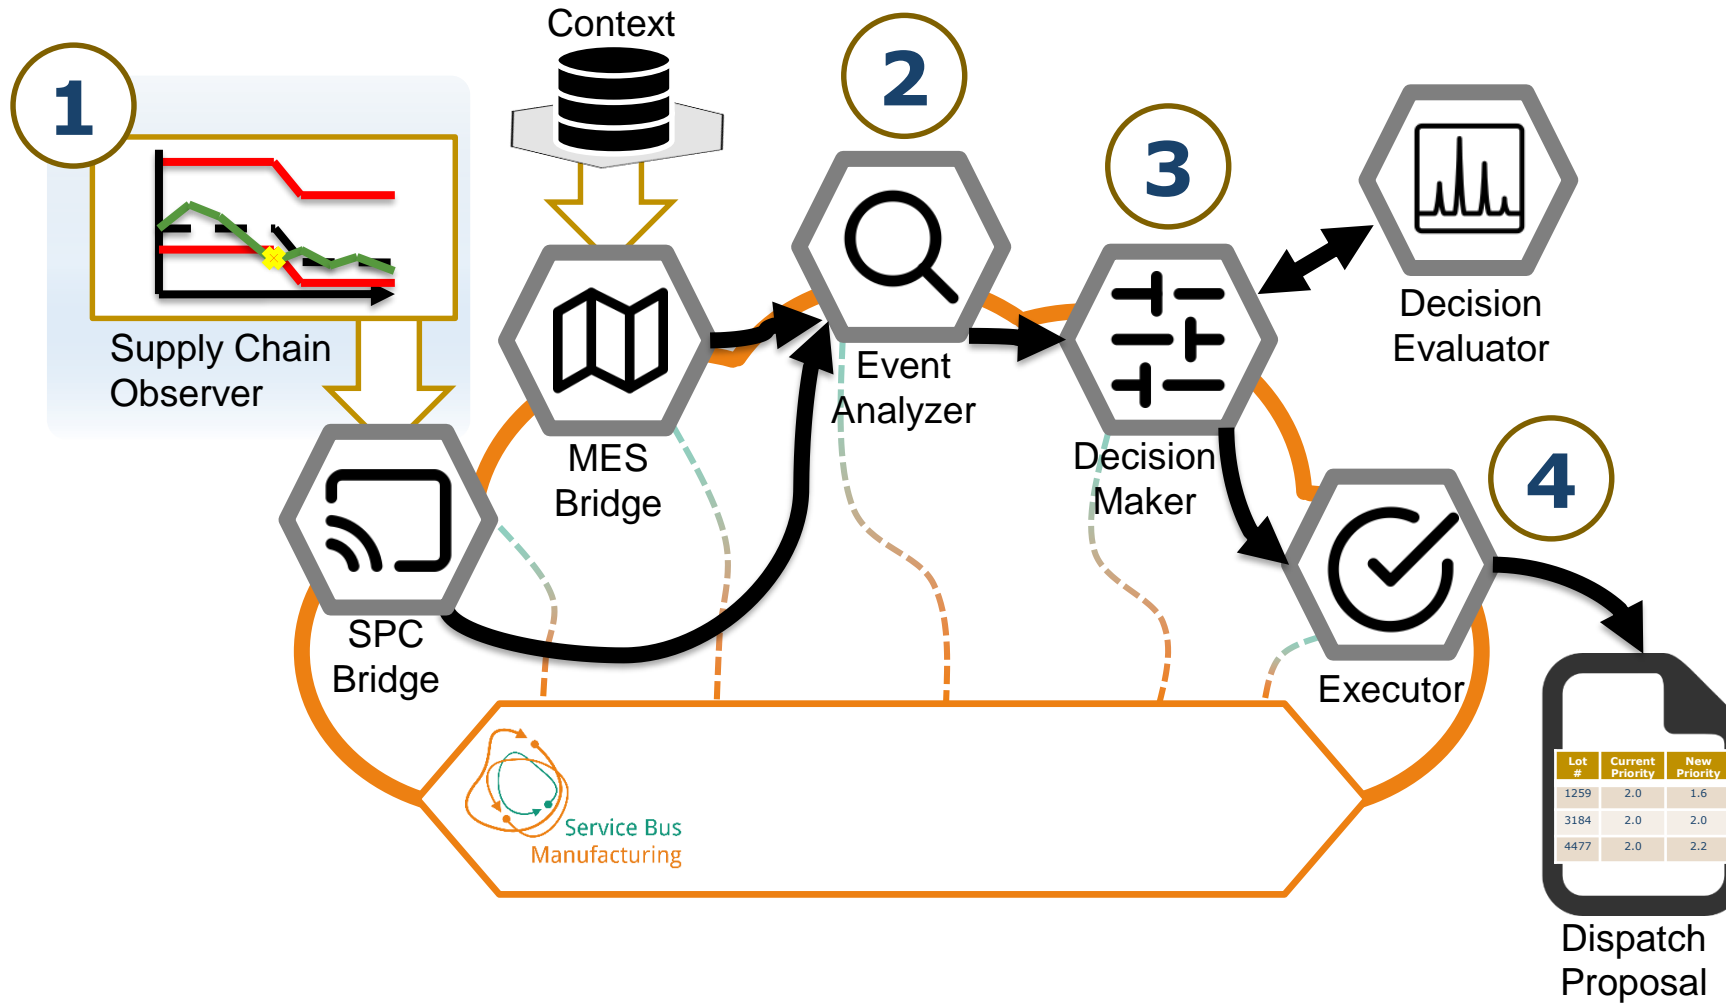 1
Context
2
3
Supply Chain
Observer
Decision
Evaluator
Event
Analyzer
MES
Bridge
Decision
Maker
4
SPC
Bridge
Executor
Service Bus
Manufacturing
Lot # Current Priority New Priority
1259 2.0 1.6
3184 2.0 2.0
4477 2.0 2.2
Dispatch
Proposal